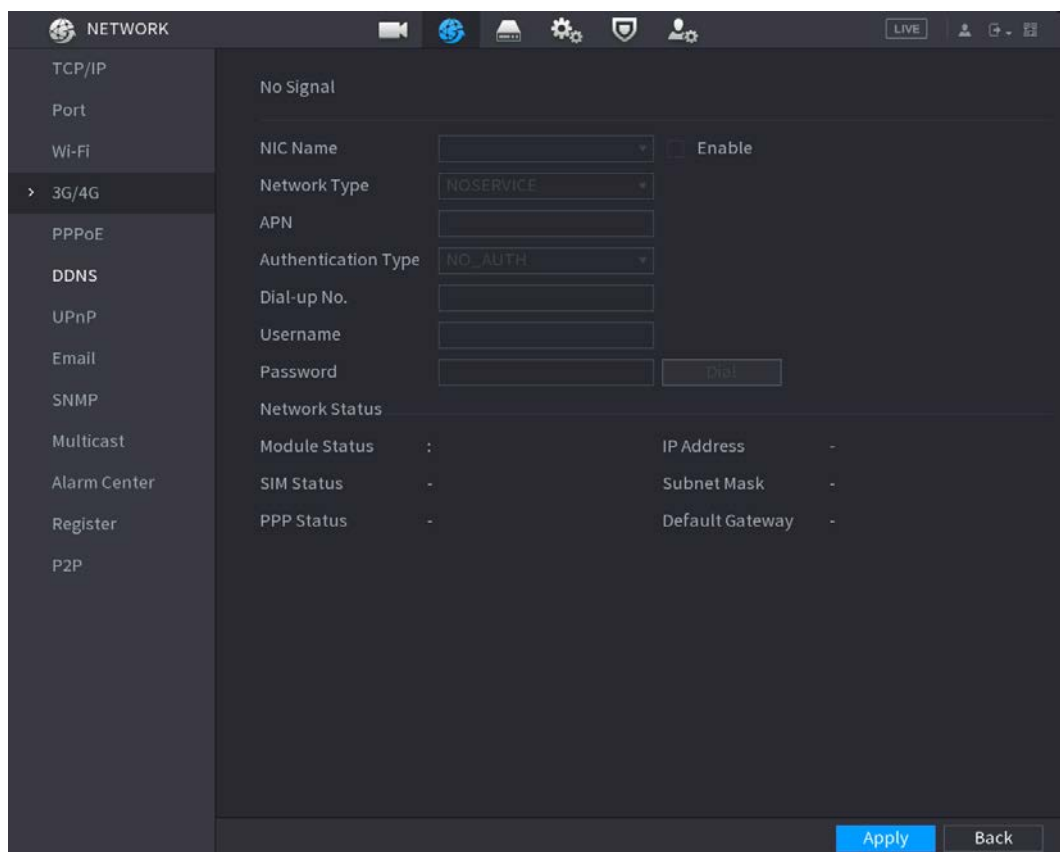 NETWORK LIVE
TCP/IP
Port
Wi-Fi
3G/4G
PPPoE
DDNS
UPnP
Email
SNMP
Multicast
Alarm Center
Register
P2P
No Signal
NIC Name Enable
Network Type NOSERVICE
APN
Authentication Type NO_AUTH
Dial-up No.
Username
Password Dial
Network Status
Module Status : IP Address -
SIM Status - Subnet Mask -
PPP Status - Default Gateway -
Apply Back